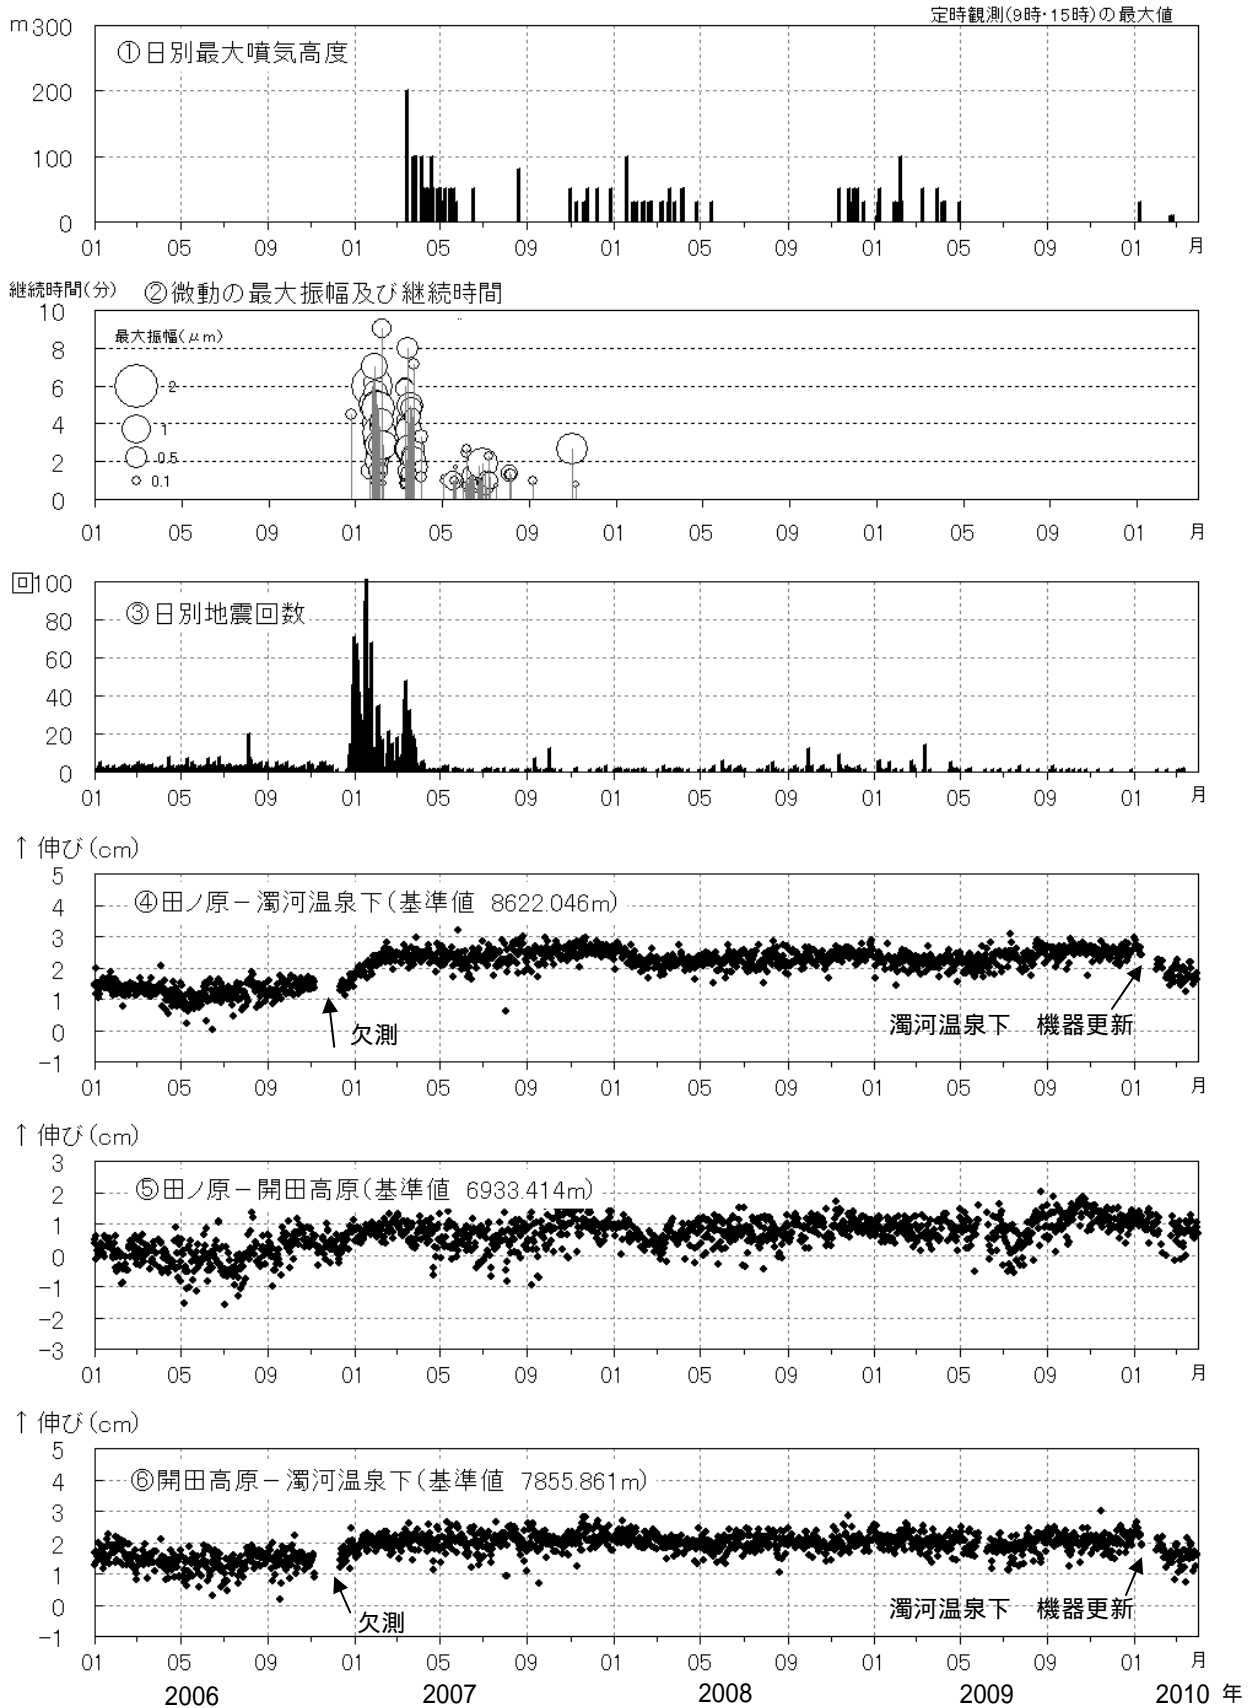 定時観測(9時・15時)の最大値
m
①日別最大噴気高度
300
200
100
0
01 05 09 01 05 09 01 05 09 01 05 09 01 月
継続時間(分) ②微動の最大振幅及び継続時間
最大振幅(μm)
2
1
0.5
0.1
10
8
6
4
2
0
01 05 09 01 05 09 01 05 09 01 05 09 01 月
回
③日別地震回数
100
80
60
40
20
0
01 05 09 01 05 09 01 05 09 01 05 09 01 月
↑伸び(cm)
④田ノ原−濁河温泉下(基準値 8622.046m)
5
4
3
2
1
0
−1
欠測
濁河温泉下 機器更新
01 05 09 01 05 09 01 05 09 01 05 09 01 月
↑伸び(cm)
⑤田ノ原−開田高原(基準値 6933.414m)
3
2
1
0
−1
−2
−3
01 05 09 01 05 09 01 05 09 01 05 09 01 月
↑伸び(cm)
⑥開田高原−濁河温泉下(基準値 7855.861m)
5
4
3
2
1
0
−1
欠測
濁河温泉下 機器更新
01 05 09 01 05 09 01 05 09 01 05 09 01 月
2006 2007 2008 2009 2010 年